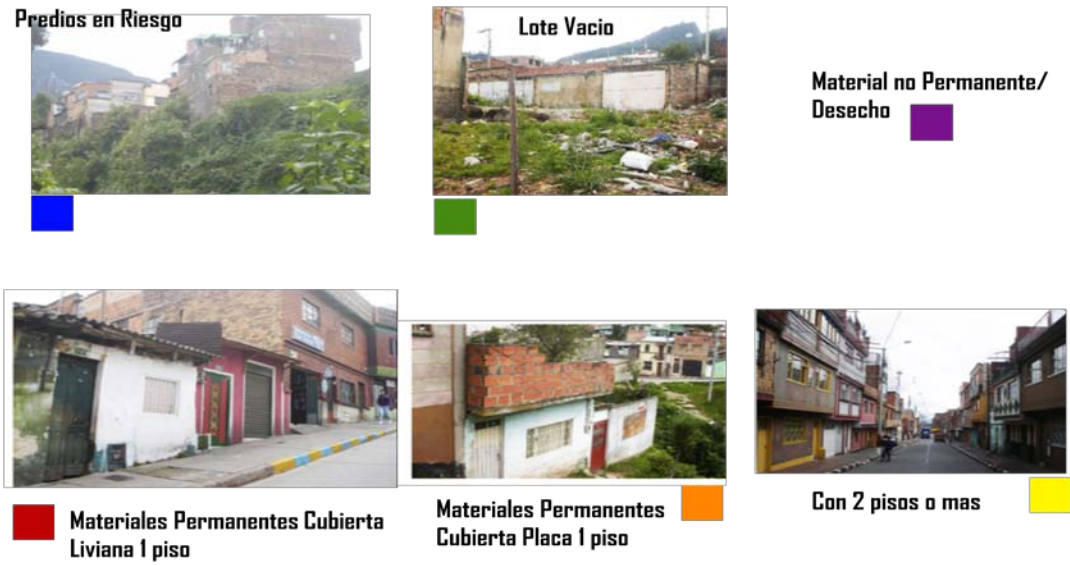 Predios en Riesgo
Lote Vacio
Material no Permanente/
Desecho
Materiales Permanentes Cubierta
Liviana 1 piso
Materiales Permanentes
Cubierta Placa 1 piso
Con 2 pisos o mas